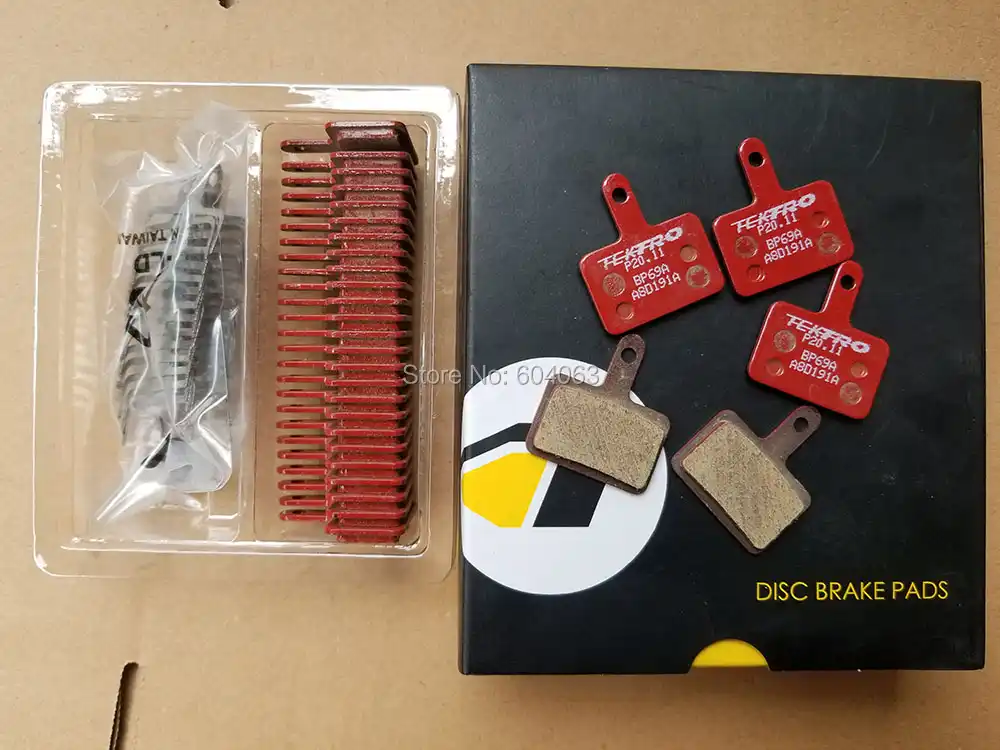 N TAIWAN
TEKTRO
P20.11
BP69A
A8D191A
TEKTRO
P20.11
BP69A
A8D191A
TEKTRO
P20.11
BP69A
A8D191A
Store No: 604063
DISC BRAKE PADS